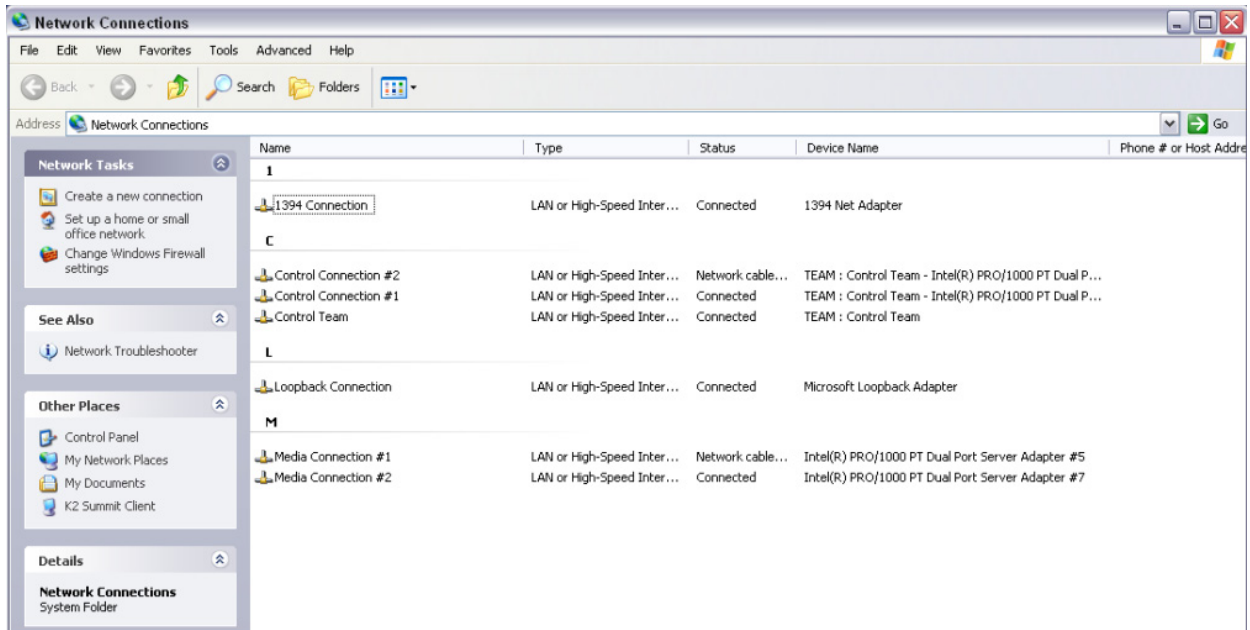 Network Connections
File Edit View Favorites Tools Advanced Help
Back Search Folders
Address Network Connections Go
Network Tasks
Create a new connection
Set up a home or small
office network
Change Windows Firewall
settings
See Also
Network Troubleshooter
Other Places
Control Panel
My Network Places
My Documents
K2 Summit Client
Details
Network Connections
System Folder
Name Type Status Device Name Phone # or Host Addre
1
1394 Connection LAN or High-Speed Inter... Connected 1394 Net Adapter
C
Control Connection #2 LAN or High-Speed Inter... Network cable... TEAM : Control Team - Intel(R) PRO/1000 PT Dual P...
Control Connection #1 LAN or High-Speed Inter... Connected TEAM : Control Team - Intel(R) PRO/1000 PT Dual P...
Control Team LAN or High-Speed Inter... Connected TEAM : Control Team
L
Loopback Connection LAN or High-Speed Inter... Connected Microsoft Loopback Adapter
M
Media Connection #1 LAN or High-Speed Inter... Network cable... Intel(R) PRO/1000 PT Dual Port Server Adapter #5
Media Connection #2 LAN or High-Speed Inter... Connected Intel(R) PRO/1000 PT Dual Port Server Adapter #7